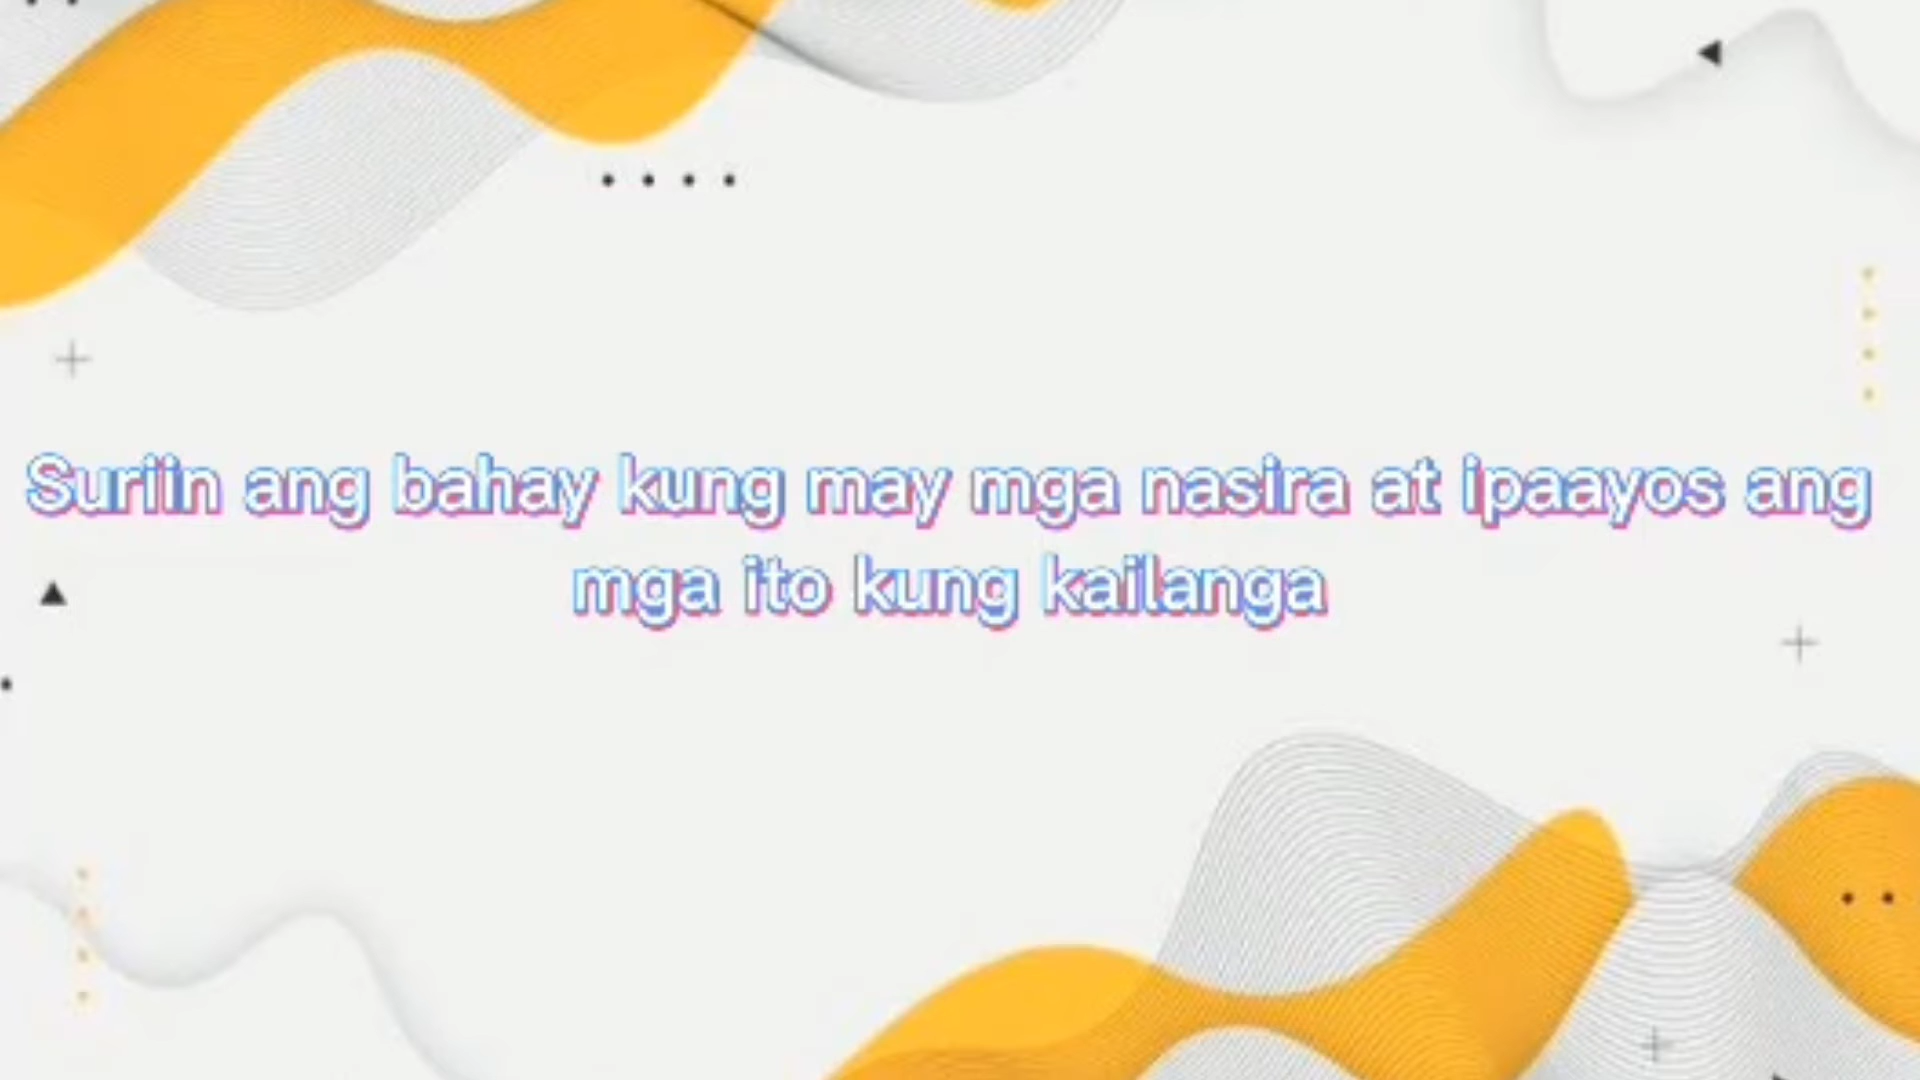 Suriin ang bahay kung may mga nasira at ipaayos ang
mga ito kung kailanga